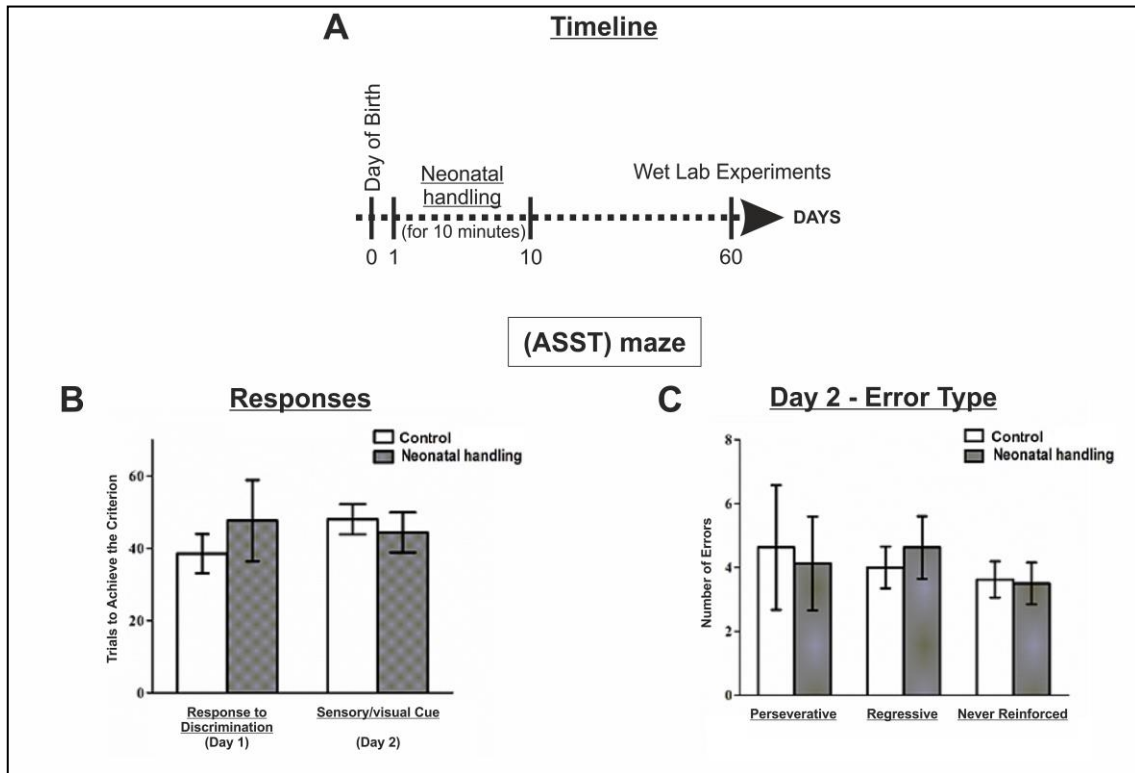 A
Timeline
Day of Birth
Neonatal
handling
(for 10 minutes)
Wet Lab Experiments
DAYS
0 1 10 60
(ASST) maze
B
Responses
Control
Neonatal handling
Trials to Achieve the Criterion
60
40
20
0
Response to
Discrimination
(Day 1)
Sensory/visual Cue
(Day 2)
C
Day 2 - Error Type
Control
Neonatal handling
Number of Errors
8
6
4
2
0
Perseverative
Regressive
Never Reinforced